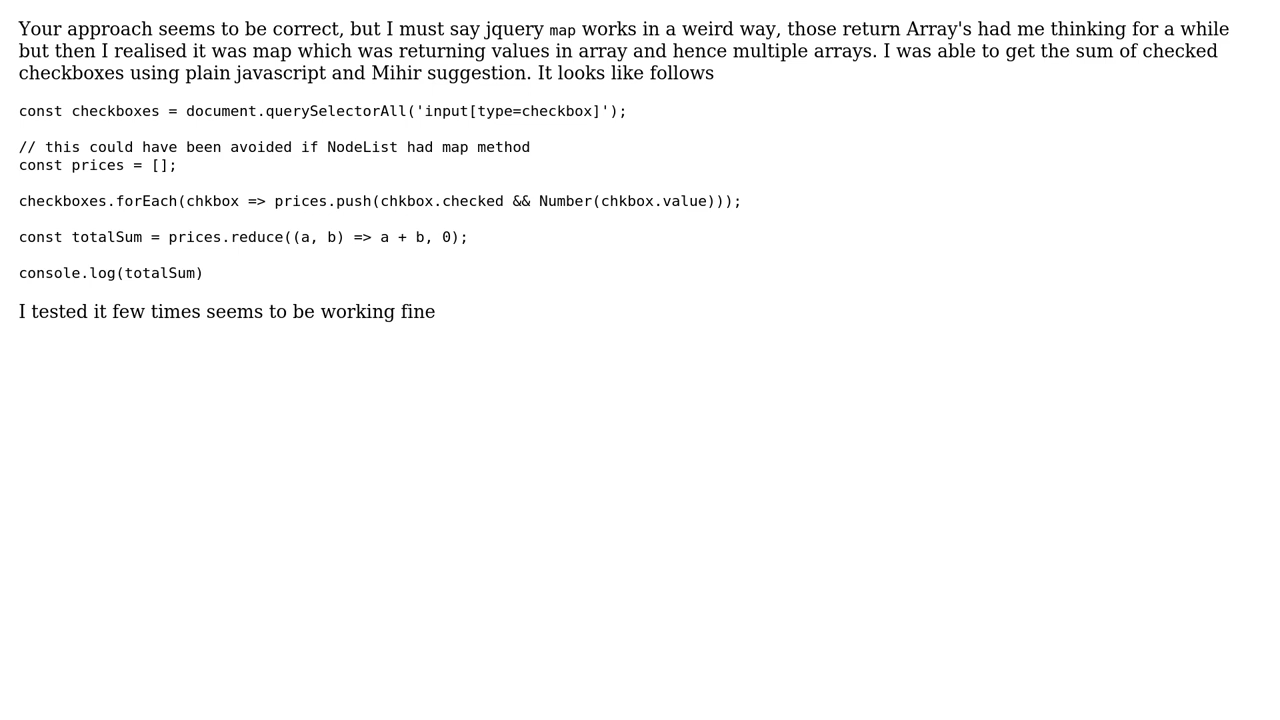 Your approach seems to be correct, but I must say jquery map works in a weird way, those return Array's had me thinking for a while
but then I realised it was map which was returning values in array and hence multiple arrays. I was able to get the sum of checked
checkboxes using plain javascript and Mihir suggestion. It looks like follows
const checkboxes = document.querySelectorAll('input[type=checkbox]');
// this could have been avoided if NodeList had map method
const prices = [];
checkboxes.forEach(chkbox => prices.push(chkbox.checked && Number(chkbox.value)));
const totalSum = prices.reduce((a, b) => a + b, 0);
console.log(totalSum)
I tested it few times seems to be working fine